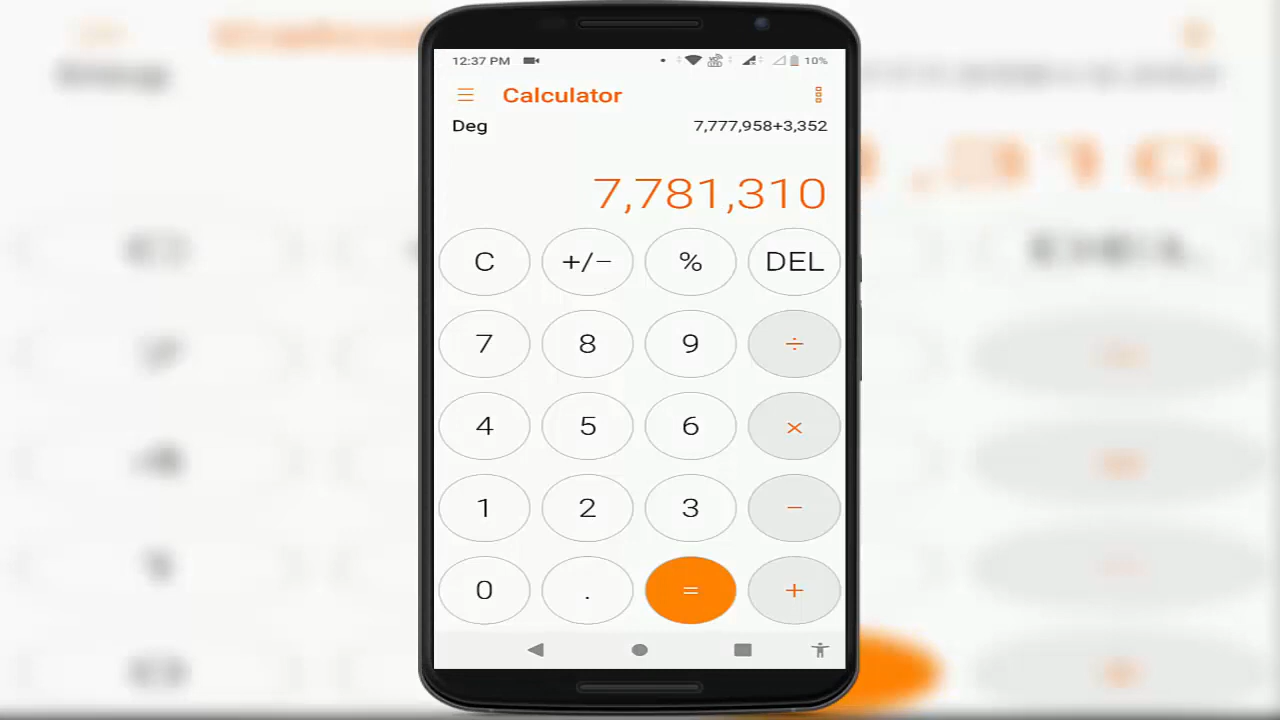 12:37 PM 10%
Calculator
Deg 7,777,958+3,352
7,781,310
C +/− % DEL
7 8 9 ÷
4 5 6 ×
1 2 3 −
0 . = +